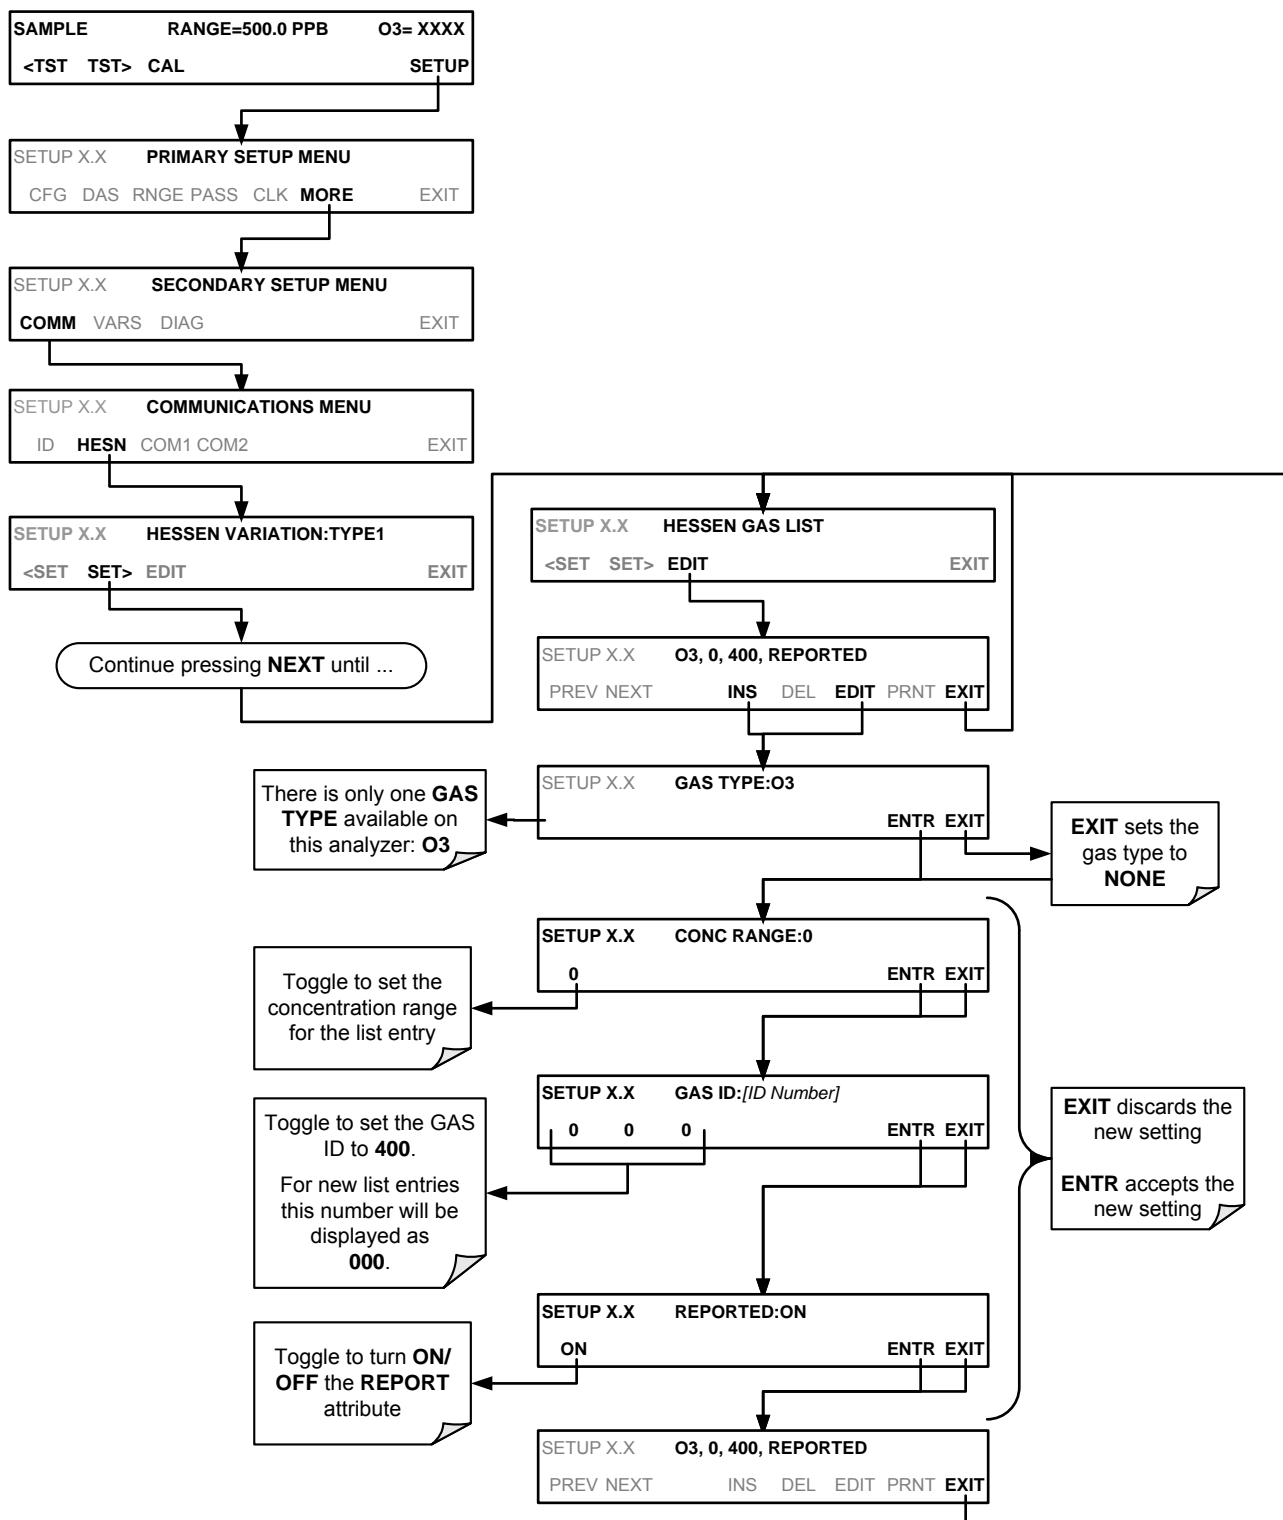 SAMPLE RANGE=500.0 PPB O3= XXXX
<TST TST> CAL SETUP
SETUP X.X PRIMARY SETUP MENU
CFG DAS RNGE PASS CLK MORE EXIT
SETUP X.X SECONDARY SETUP MENU
COMM VARS DIAG EXIT
SETUP X.X COMMUNICATIONS MENU
ID HESN COM1 COM2 EXIT
SETUP X.X HESSEN VARIATION:TYPE1
<SET SET> EDIT EXIT
Continue pressing NEXT until ...
SETUP X.X HESSEN GAS LIST
<SET SET> EDIT EXIT
SETUP X.X O3, 0, 400, REPORTED
PREV NEXT INS DEL EDIT PRNT EXIT
SETUP X.X GAS TYPE:O3
ENTR EXIT
There is only one GAS
TYPE available on
this analyzer: O3
EXIT sets the
gas type to
NONE
SETUP X.X CONC RANGE:0
0 ENTR EXIT
Toggle to set the
concentration range
for the list entry
SETUP X.X GAS ID:[ID Number]
0 0 0 ENTR EXIT
Toggle to set the GAS
ID to 400.
For new list entries
this number will be
displayed as
000.
EXIT discards the
new setting
ENTR accepts the
new setting
SETUP X.X REPORTED:ON
ON ENTR EXIT
Toggle to turn ON/
OFF the REPORT
attribute
SETUP X.X O3, 0, 400, REPORTED
PREV NEXT INS DEL EDIT PRNT EXIT